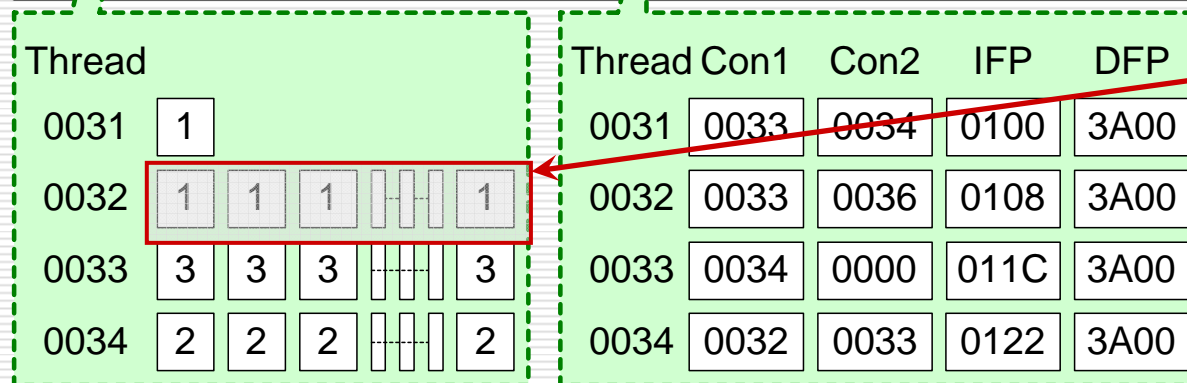 Thread
0031 1
0032 1 1 1 1
0033 3 3 3 3
0034 2 2 2 2
Thread Con1 Con2 IFP DFP
0031 0033 0034 0100 3A00
0032 0033 0036 0108 3A00
0033 0034 0000 011C 3A00
0034 0032 0033 0122 3A00